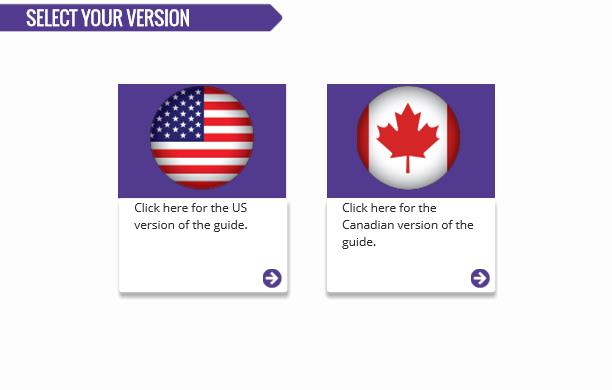 SELECT YOUR VERSION
Click here for the US
version of the guide.
Click here for the
Canadian version of the
guide.